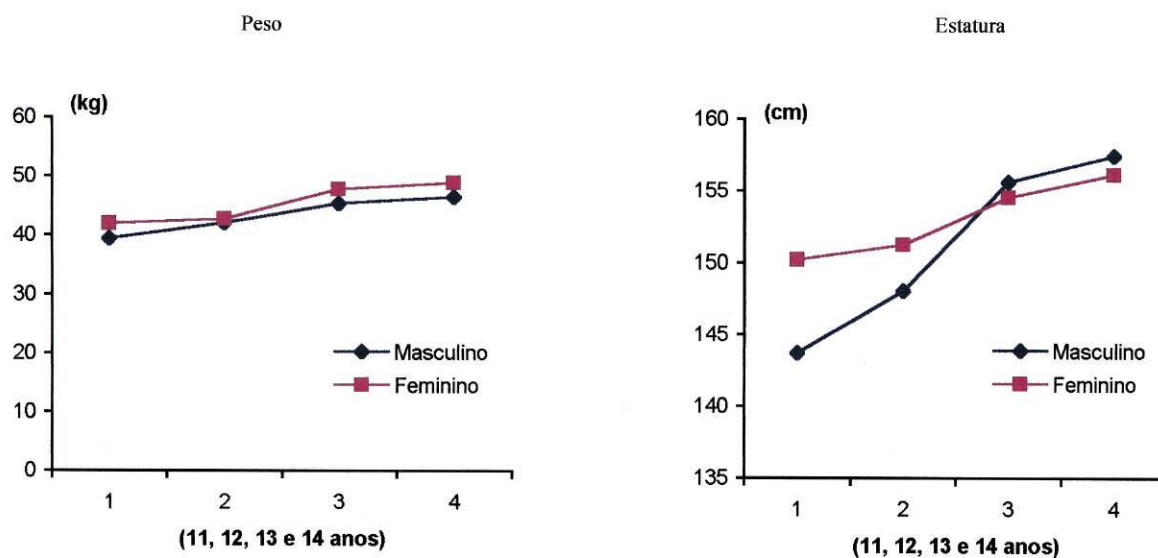 Peso
(kg)
60
50
40
30
20
10
0
Masculino
Feminino
1 2 3 4
(11, 12, 13 e 14 anos)
Estatura
(cm)
160
155
150
145
140
135
Masculino
Feminino
1 2 3 4
(11, 12, 13 e 14 anos)